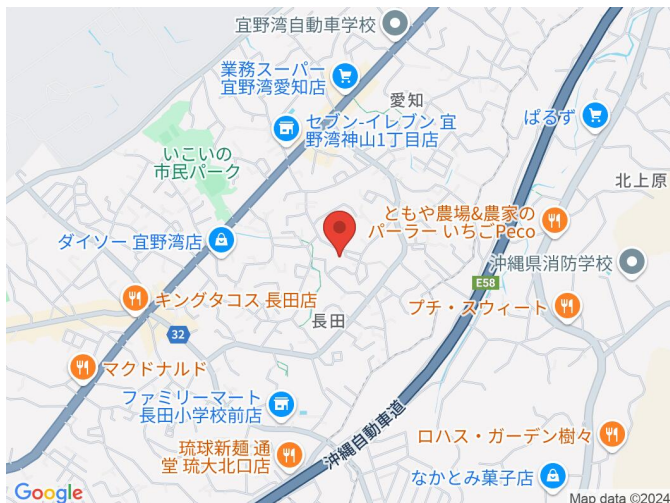 宜野湾自動車学校
業務スーパー
宜野湾愛知店
愛知
セブン-イレブン 宜
野湾神山1丁目店
ぱるず
いこいの
市民パーク
北上原
ともや農場&農家の
パーラー いちごPeco
ダイソー 宜野湾店
沖縄県消防学校
E58
キングタコス 長田店
プチ・スウィート
長田
32
マクドナルド
ファミリーマート
長田小学校前店
沖縄自動車道
ロハス・ガーデン樹々
琉球新麺 通
堂 琉大北口店
なかとみ菓子店
Google
Map data ©2024